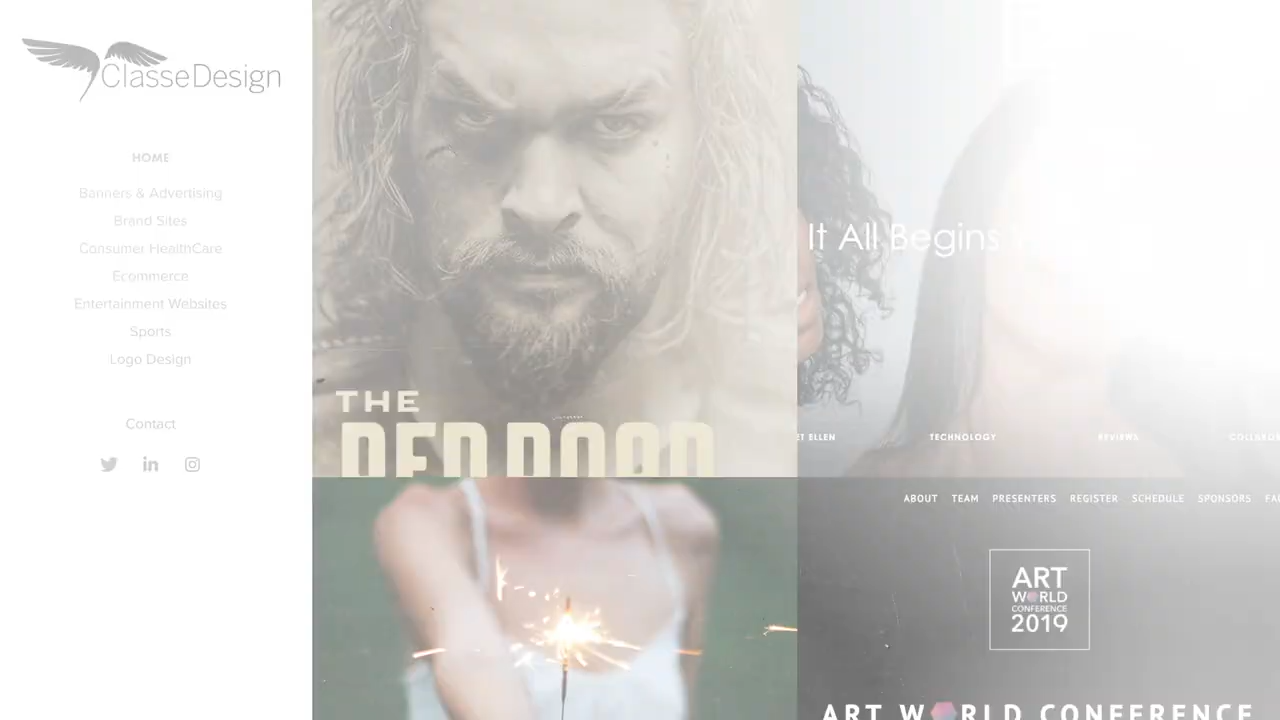 ClasseDesign
HOME
Banners & Advertising
Brand Sites
Consumer HealthCare
Ecommerce
Entertainment Websites
Sports
Logo Design
Contact
THE
It All Begins
ELLEN
TECHNOLOGY
REVIEWS
ABOUT TEAM PRESENTERS REGISTER SCHEDULE SPONSORS
ART
WORLD
CONFERENCE
2019
ART WORLD CONFERENCE